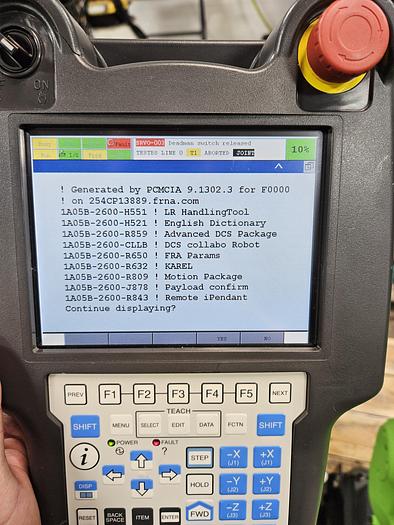 ON
Busy
Fault
SRVO-003 Deadman switch released
Run
I/O
TESTES LINE 0 T1 ABORTED JOINT
10%
! Generated by PCMCIA 9.1302.3 for F0000
! on 254CP13889.frna.com
1A05B-2600-H551 ! LR HandlingTool
1A05B-2600-H521 ! English Dictionary
1A05B-2600-R859 ! Advanced DCS Package
1A05B-2600-CLLB ! DCS collabo Robot
1A05B-2600-R650 ! FRA Params
1A05B-2600-R632 ! KAREL
1A05B-2600-R809 ! Motion Package
1A05B-2600-J878 ! Payload confirm
1A05B-2600-R843 ! Remote iPendant
Continue displaying?
YES NO
PREV F1 F2 F3 F4 F5 NEXT
TEACH
SHIFT MENU SELECT EDIT DATA FCTN SHIFT
POWER FAULT
i ? STEP -X (J1) +X (J1)
DISP HOLD -Y (J2) +Y (J2)
RESET BACK SPACE ITEM ENTER FWD -Z (J3) +Z (J3)